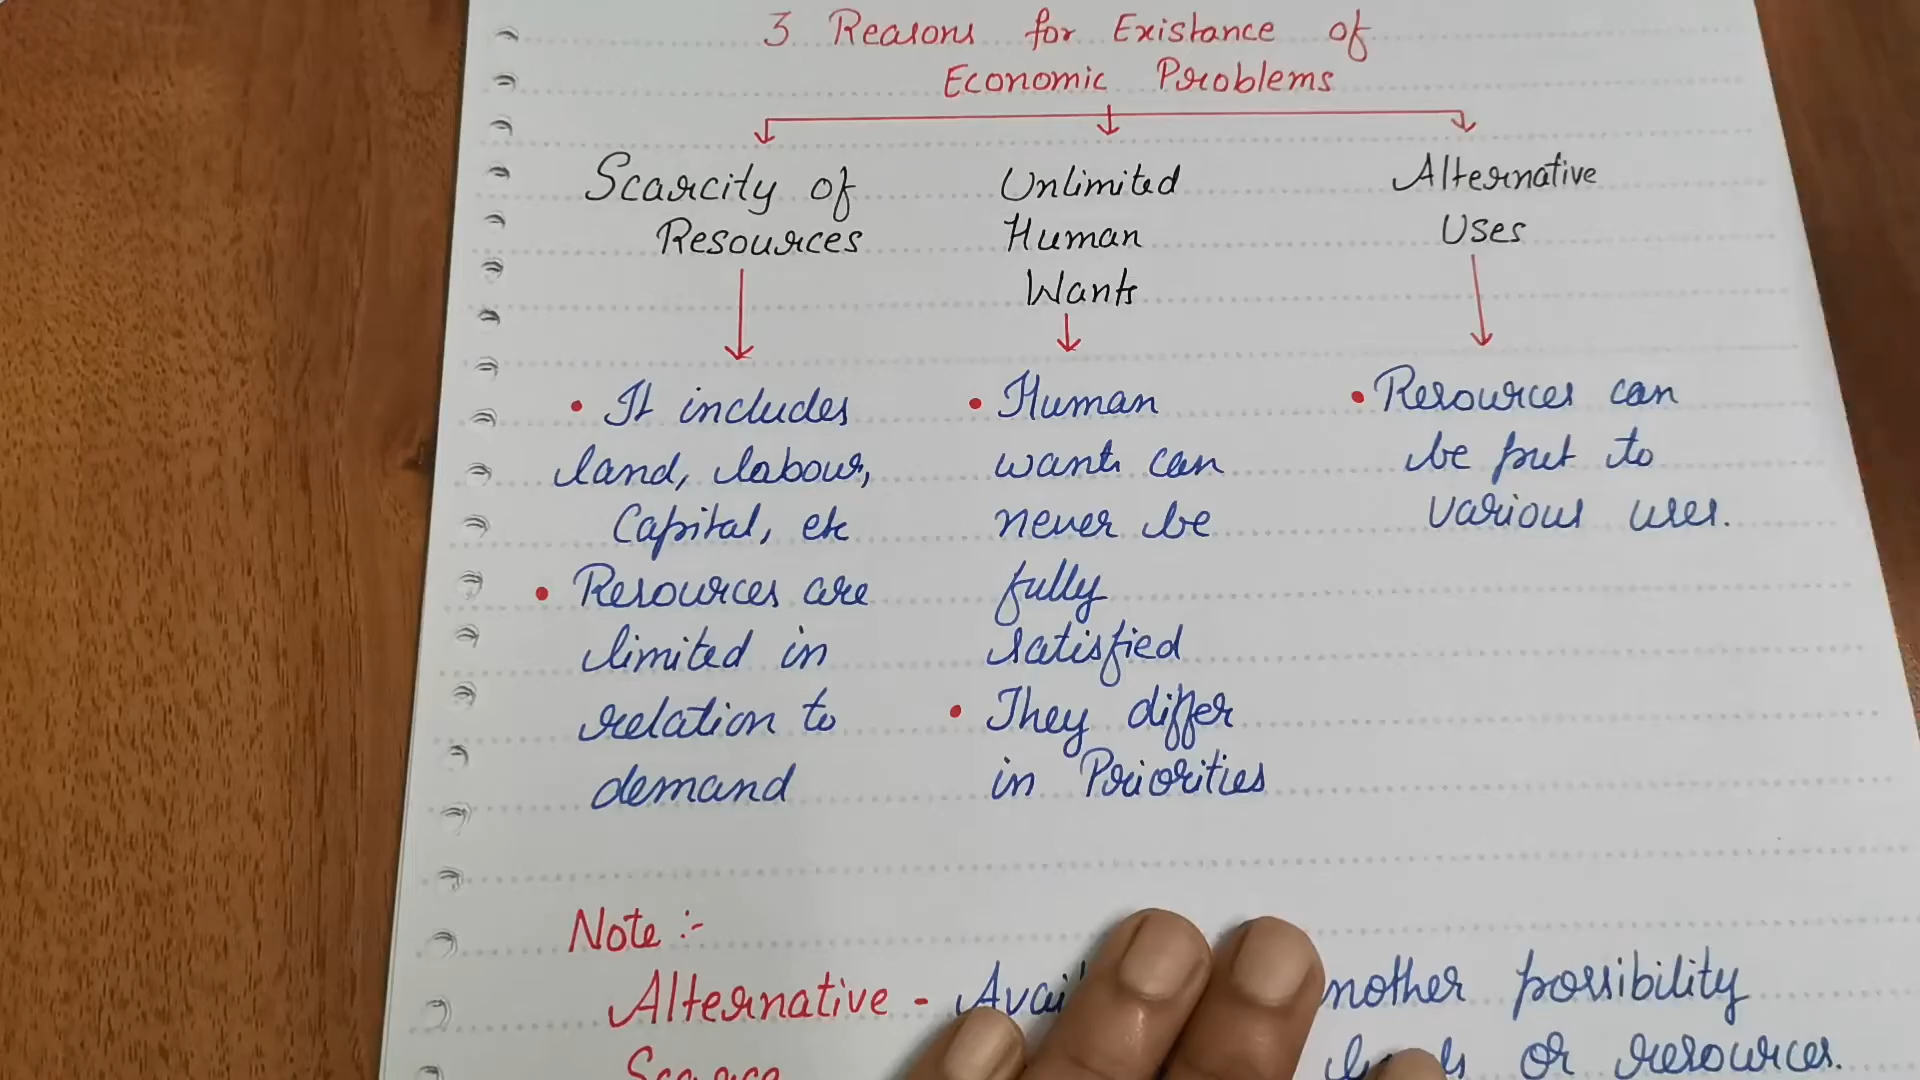 3 Reasons for Existance of
Economic Problems
Scarcity of
Resources
Unlimited
Human
Wants
Alternative
Uses
• It includes
land, labour,
Capital, etc
• Resources are
limited in
relation to
demand
• Human
wants can
never be
fully
satisfied
• They differ
in Priorities
• Resources can
be put to
various uses.
Note :-
Alternative - possibility
Scarce or resources.